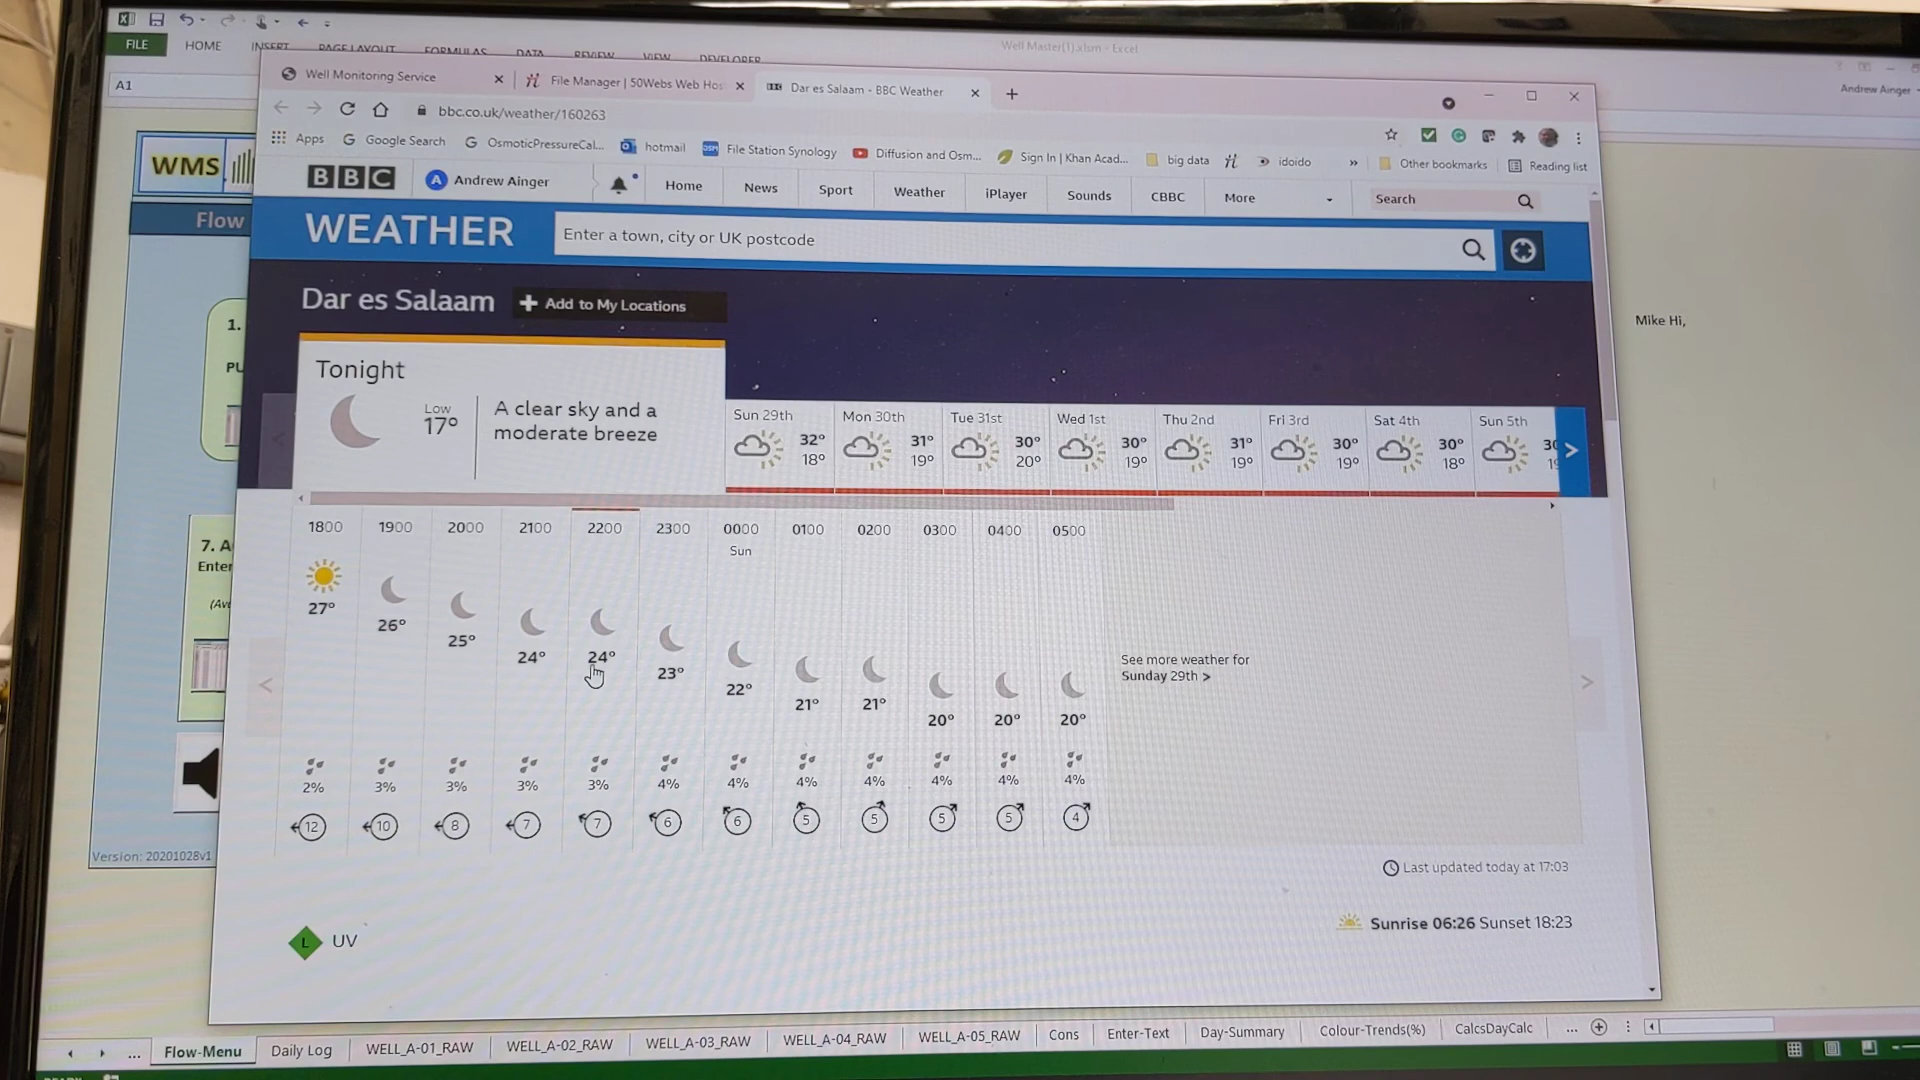 FILE
HOME
INSERT
PAGE LAYOUT
FORMULAS
DATA
REVIEW
VIEW
DEVELOPER
Well Master(1).xlsm - Excel
Andrew Ainger
A1
Well Monitoring Service
File Manager | 50Webs Web Hos
Dar es Salaam - BBC Weather
bbc.co.uk/weather/160263
Apps
Google Search
OsmoticPressureCal...
hotmail
File Station Synology
Diffusion and Osm...
Sign In | Khan Acad...
big data
idoido
»
Other bookmarks
Reading list
WMS
Flow
BBC
A Andrew Ainger
Home
News
Sport
Weather
iPlayer
Sounds
CBBC
More
Search
WEATHER
Enter a town, city or UK postcode
Dar es Salaam
+ Add to My Locations
Mike Hi,
Tonight
Low
17°
A clear sky and a
moderate breeze
Sun 29th 32° 18°
Mon 30th 31° 19°
Tue 31st 30° 20°
Wed 1st 30° 19°
Thu 2nd 31° 19°
Fri 3rd 30° 19°
Sat 4th 30° 18°
Sun 5th
1.
PU
7. A
Enter
(Av
1800 1900 2000 2100 2200 2300 0000 0100 0200 0300 0400 0500
Sun
27° 26° 25° 24° 24° 23° 22° 21° 21° 20° 20° 20°
See more weather for
Sunday 29th >
2% 3% 3% 3% 3% 4% 4% 4% 4% 4% 4% 4%
12 10 8 7 7 6 6 5 5 5 5 4
Version: 20201028v1
Last updated today at 17:03
Sunrise 06:26 Sunset 18:23
L UV
...
Flow-Menu
Daily Log
WELL_A-01_RAW
WELL_A-02_RAW
WELL_A-03_RAW
WELL_A-04_RAW
WELL_A-05_RAW
Cons
Enter-Text
Day-Summary
Colour-Trends(%)
CalcsDayCalc
...